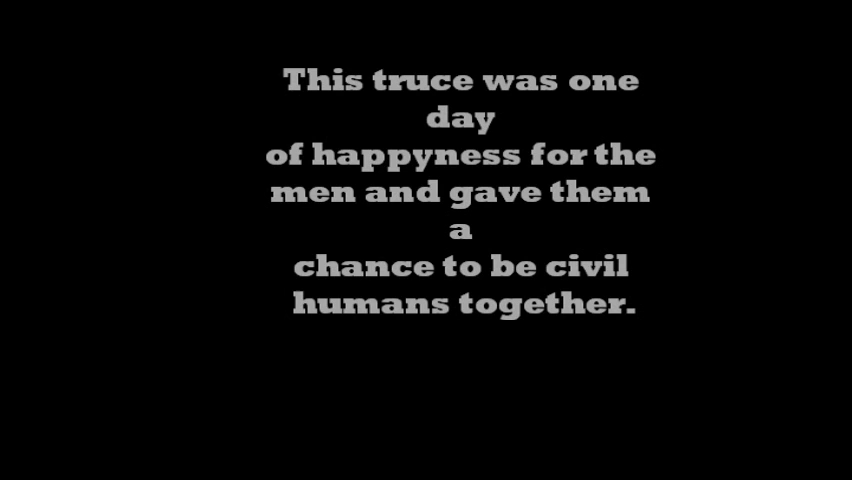 This truce was one
day
of happyness for the
men and gave them
a
chance to be civil
humans together.